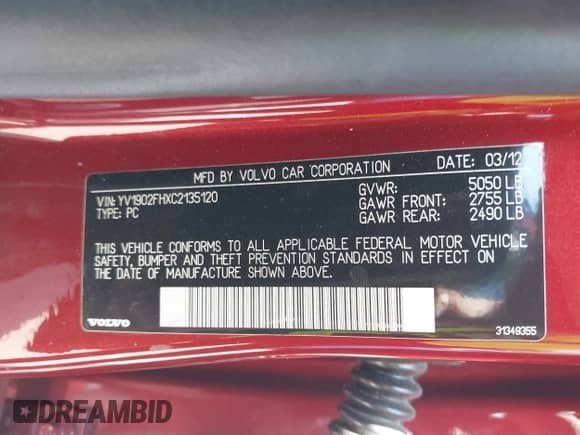 MFD BY VOLVO CAR CORPORATION DATE: 03/12
VIN: YV1902FHXC2135120 GVWR: 5050 LB
TYPE: PC GAWR FRONT: 2755 LB
GAWR REAR: 2490 LB
THIS VEHICLE CONFORMS TO ALL APPLICABLE FEDERAL MOTOR VEHICLE
SAFETY, BUMPER AND THEFT PREVENTION STANDARDS IN EFFECT ON
THE DATE OF MANUFACTURE SHOWN ABOVE.
VOLVO 31349355
DREAMBID